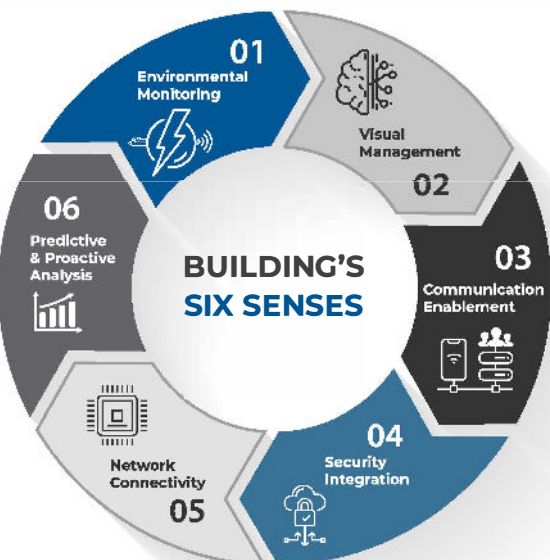 BUILDING'S
SIX SENSES
01
Environmental
Monitoring
Visual
Management
02
03
Communication
Enablement
04
Security
Integration
Network
Connectivity
05
06
Predictive
& Proactive
Analysis